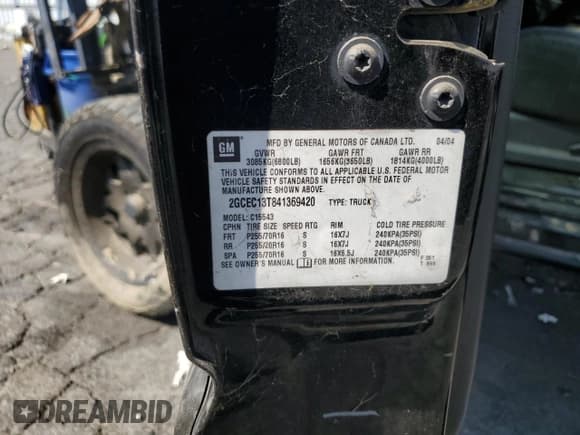 GM
MFD BY GENERAL MOTORS OF CANADA LTD. 04/04
GVWR GAWR FRT GAWR RR
3085KG(6800LB) 1656KG(3650LB) 1814KG(4000LB)
THIS VEHICLE CONFORMS TO ALL APPLICABLE U.S. FEDERAL MOTOR
VEHICLE SAFETY STANDARDS IN EFFECT ON THE DATE OF
MANUFACTURE SHOWN ABOVE.
2GCEC13T841369420 TYPE: TRUCK
MODEL: C15543
CPHN TIRE SIZE SPEED RTG RIM COLD TIRE PRESSURE
FRT P255/70R16 S 16X7J 240KPA(35PSI)
RR P255/70R16 S 16X7J 240KPA(35PSI)
SPA P255/70R16 S 16X6.5J 240KPA(35PSI)
SEE OWNER'S MANUAL FOR MORE INFORMATION.
DREAMBID